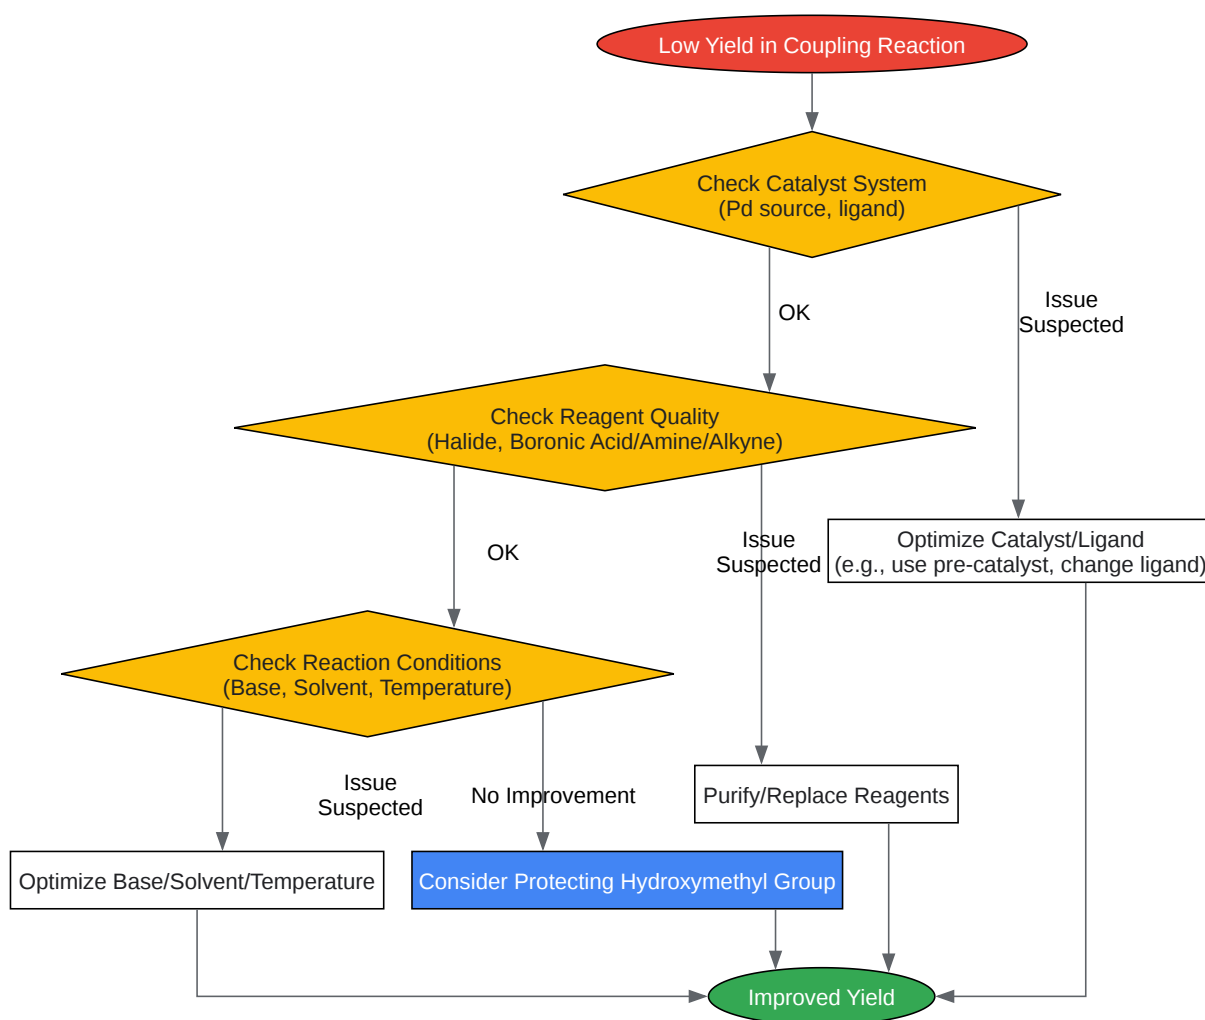 Low Yield in Coupling Reaction
Check Catalyst System
(Pd source, ligand)
OK
Issue
Suspected
Check Reagent Quality
(Halide, Boronic Acid/Amine/Alkyne)
OK
Issue
Suspected
Optimize Catalyst/Ligand
(e.g., use pre-catalyst, change ligand)
Check Reaction Conditions
(Base, Solvent, Temperature)
Issue
Suspected
No Improvement
Purify/Replace Reagents
Optimize Base/Solvent/Temperature
Consider Protecting Hydroxymethyl Group
Improved Yield